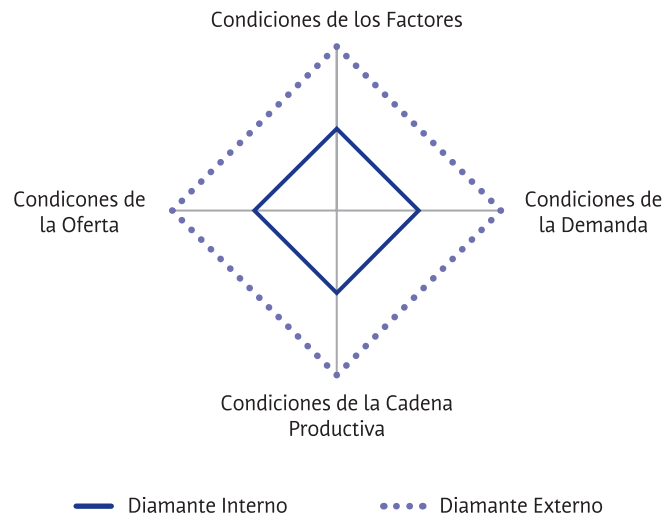 Condiciones de los Factores
Condicones de
la Oferta
Condiciones de
la Demanda
Condiciones de la Cadena
Productiva
Diamante Interno
Diamante Externo